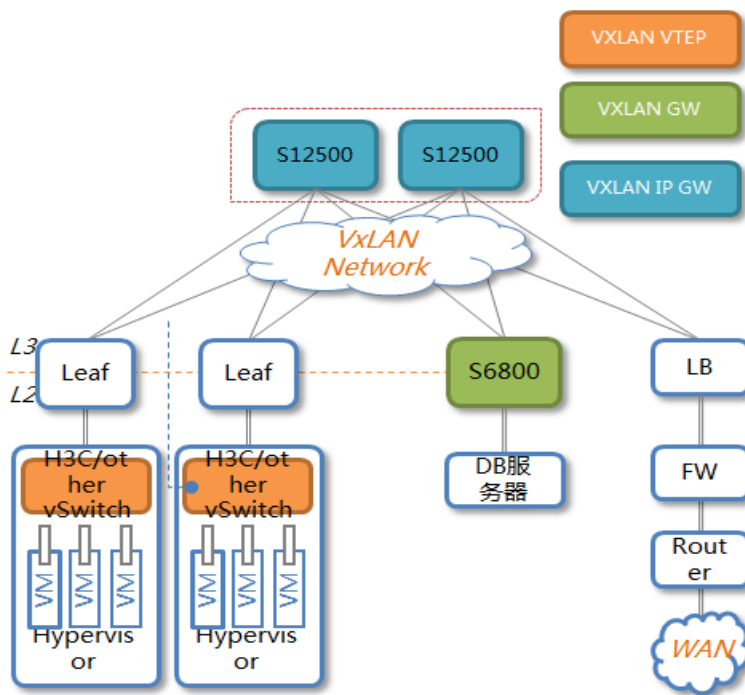 VXLAN VTEP
VXLAN GW
S12500
S12500
VXLAN IP GW
VxLAN
Network
L3
L2
Leaf
Leaf
S6800
LB
H3C/ot
her
vSwitch
VM
VM
VM
Hypervis
or
H3C/ot
her
vSwitch
VM
VM
VM
Hypervis
or
DB服
务器
FW
Rout
er
WAN